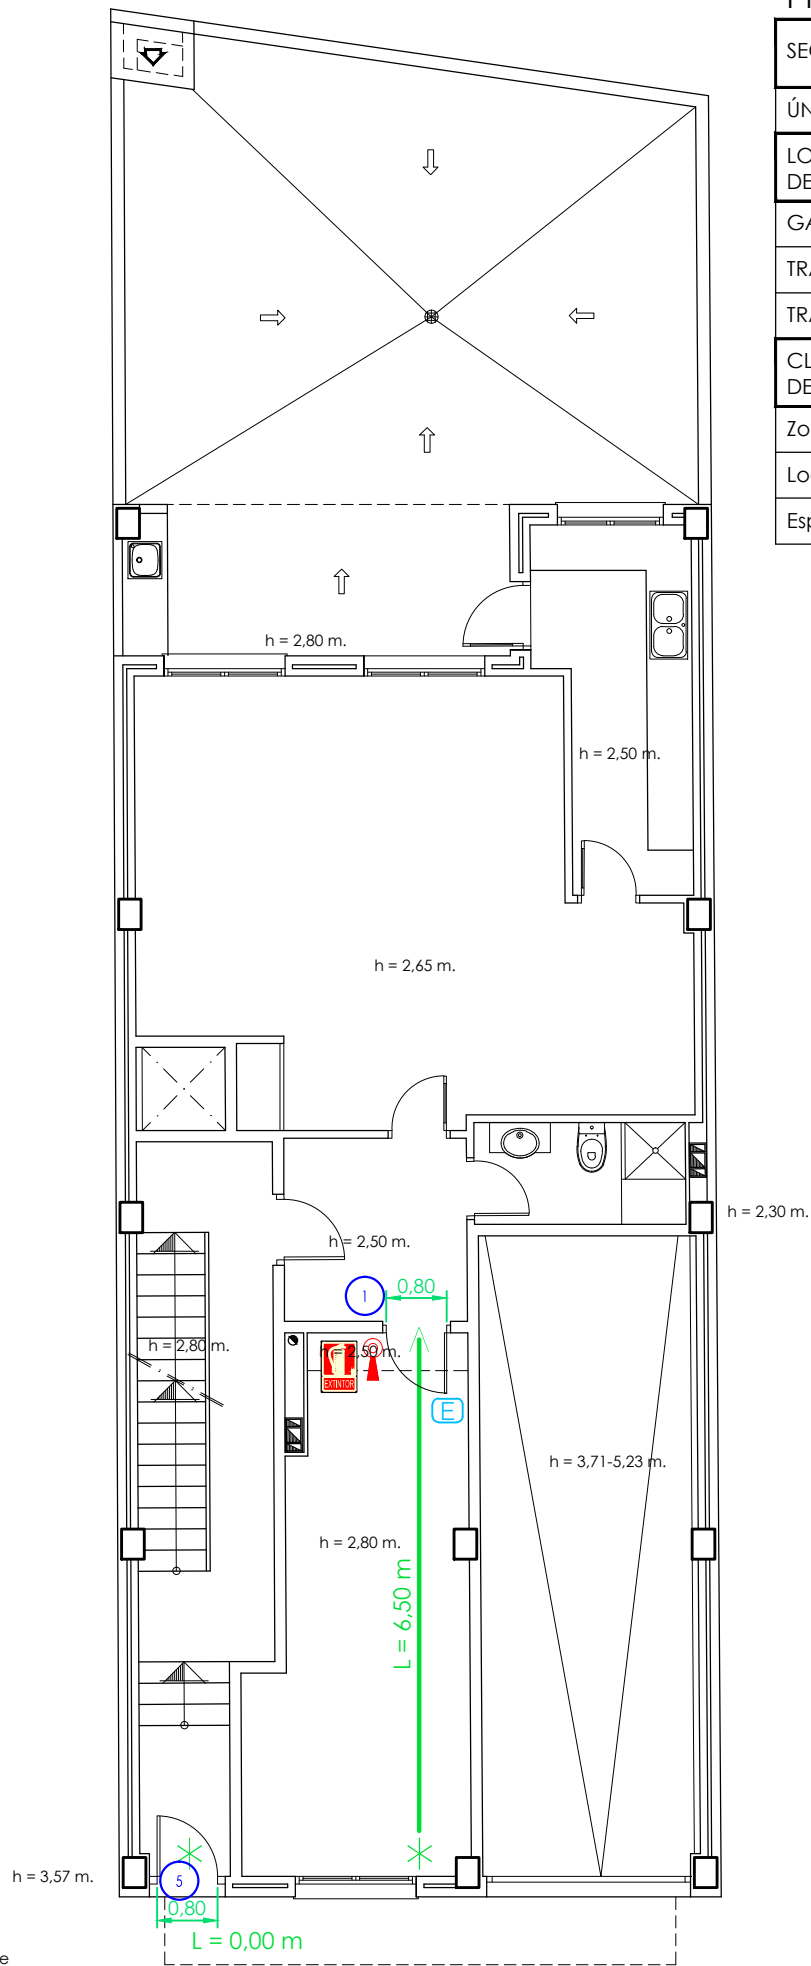 SE
ÚN
LO
DE
GA
TRA
TRA
CL
DE
Zo
Lo
Esp
h = 2,80 m.
h = 2,50 m.
h = 2,65 m.
h = 2,30 m.
h = 2,50 m.
1
0,80
h = 2,80 m.
h = 2,50 m.
EXTINTOR
E
h = 3,71-5,23 m.
h = 2,80 m.
L = 6,50 m
h = 3,57 m.
5
0,80
L = 0,00 m
e